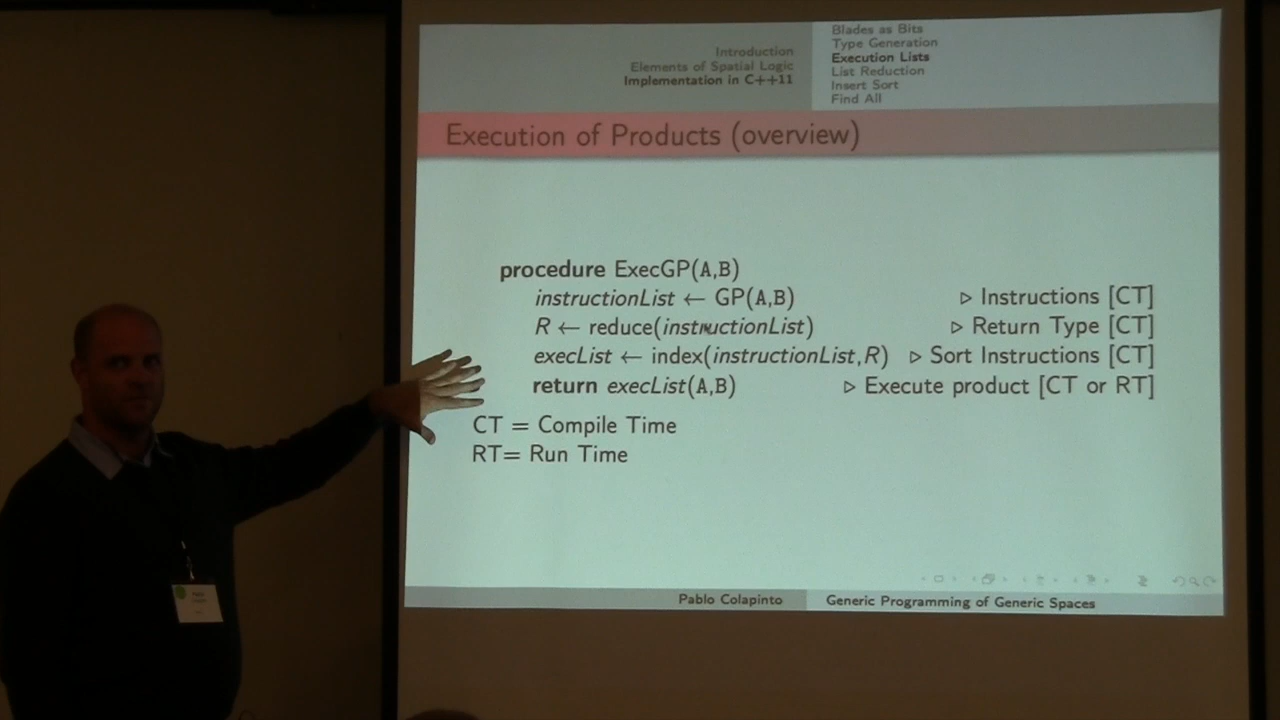 Introduction
Elements of Spatial Logic
Implementation in C++11
Blades as Bits
Type Generation
Execution Lists
List Reduction
Insert Sort
Find All
Execution of Products (overview)
procedure ExecGP(A,B)
instructionList ← GP(A,B) ▷ Instructions [CT]
R ← reduce(instructionList) ▷ Return Type [CT]
execList ← index(instructionList,R) ▷ Sort Instructions [CT]
return execList(A,B) ▷ Execute product [CT or RT]
CT = Compile Time
RT= Run Time
Pablo Colapinto Generic Programming of Generic Spaces